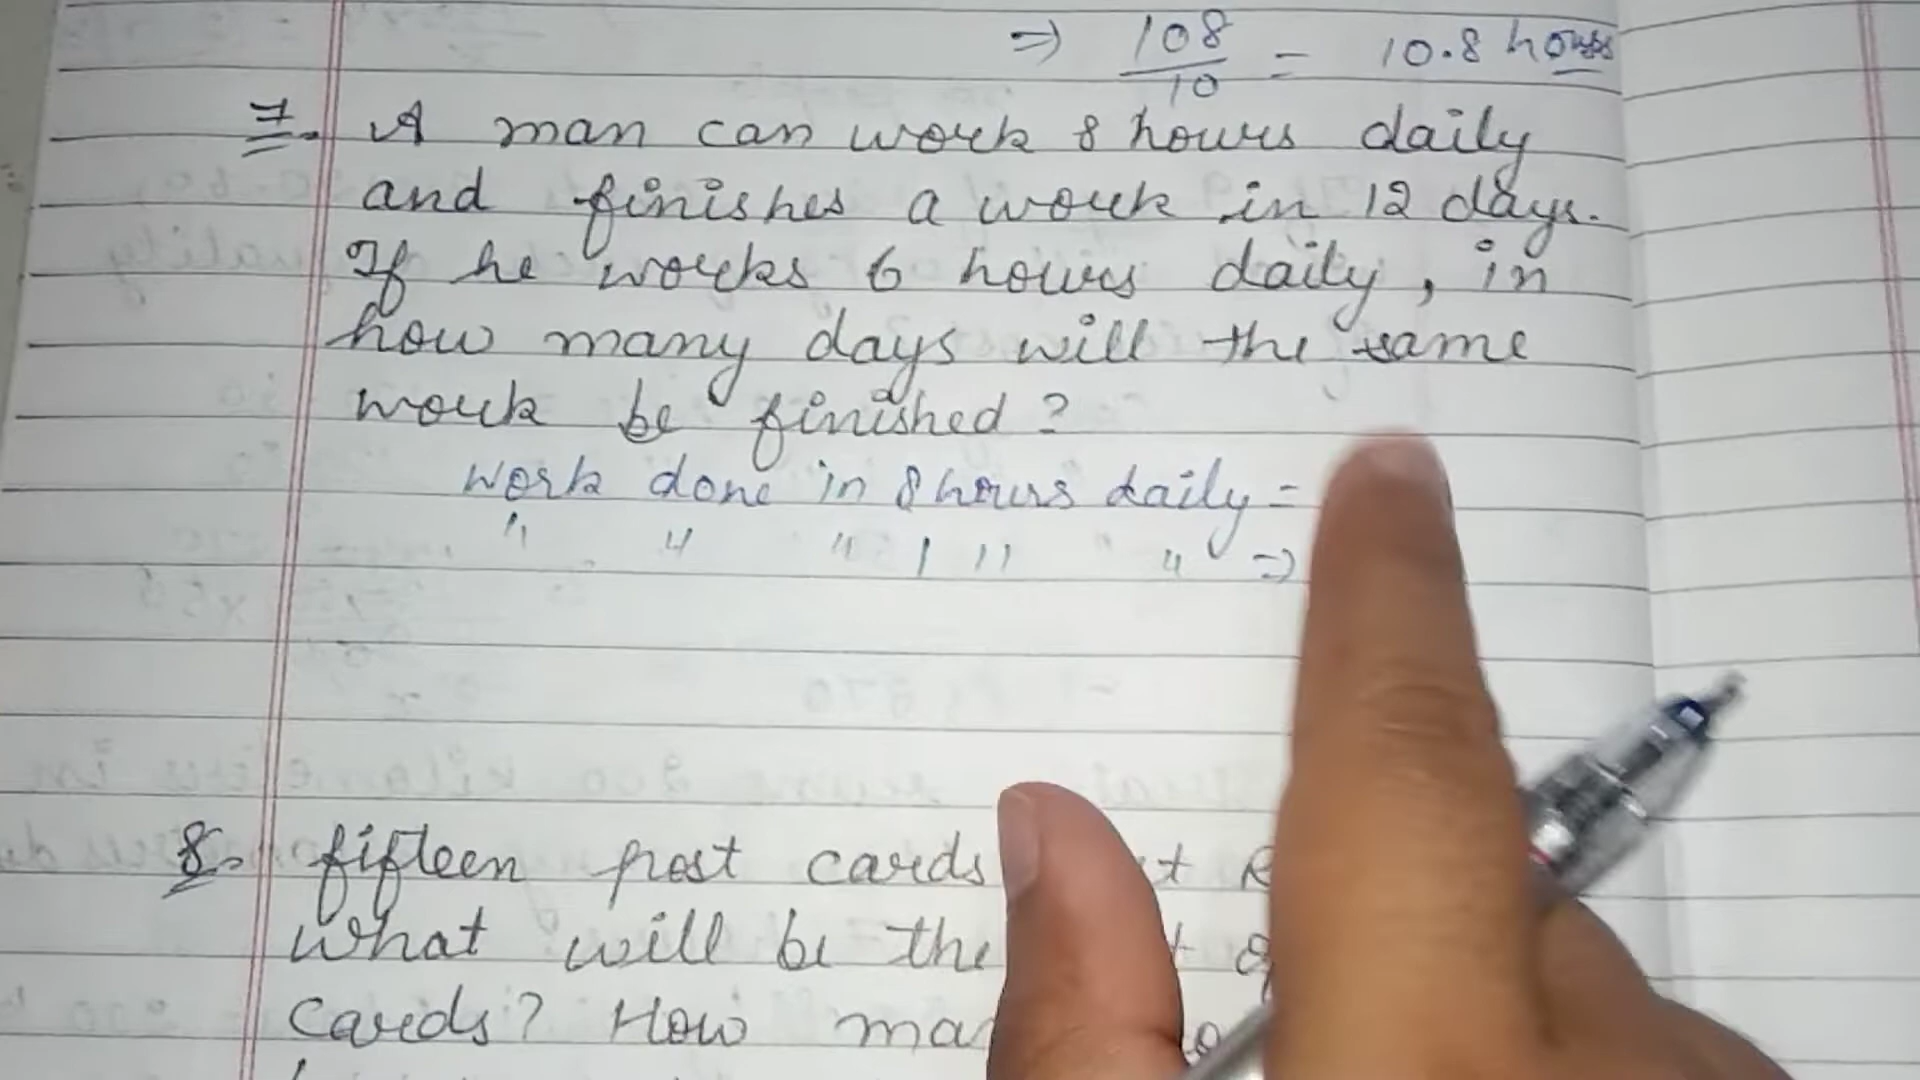 ⇒ 108/10 = 10.8 hours
7. A man can work 8 hours daily
and finishes a work in 12 days.
If he works 6 hours daily, in
how many days will the same
work be finished?
Work done in 8 hours daily =
" " " 1 " " ⇒
8. fifteen post cards
What will be the
cards? How